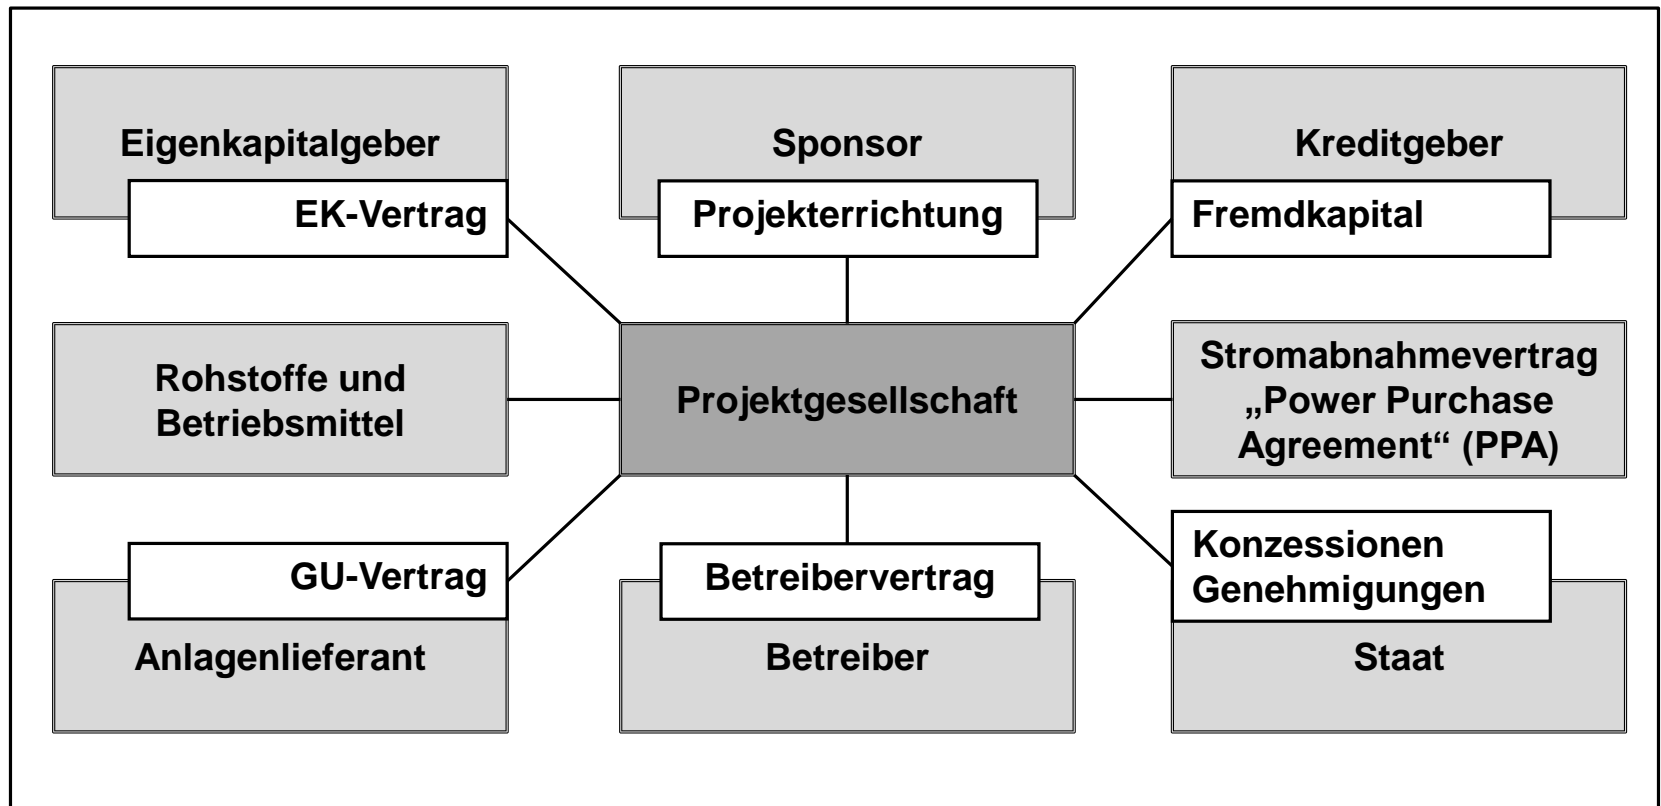 Eigenkapitalgeber
EK-Vertrag
Sponsor
Projekterrichtung
Kreditgeber
Fremdkapital
Rohstoffe und
Betriebsmittel
Projektgesellschaft
Stromabnahmevertrag
„Power Purchase
Agreement“ (PPA)
GU-Vertrag
Anlagenlieferant
Betreibervertrag
Betreiber
Konzessionen
Genehmigungen
Staat